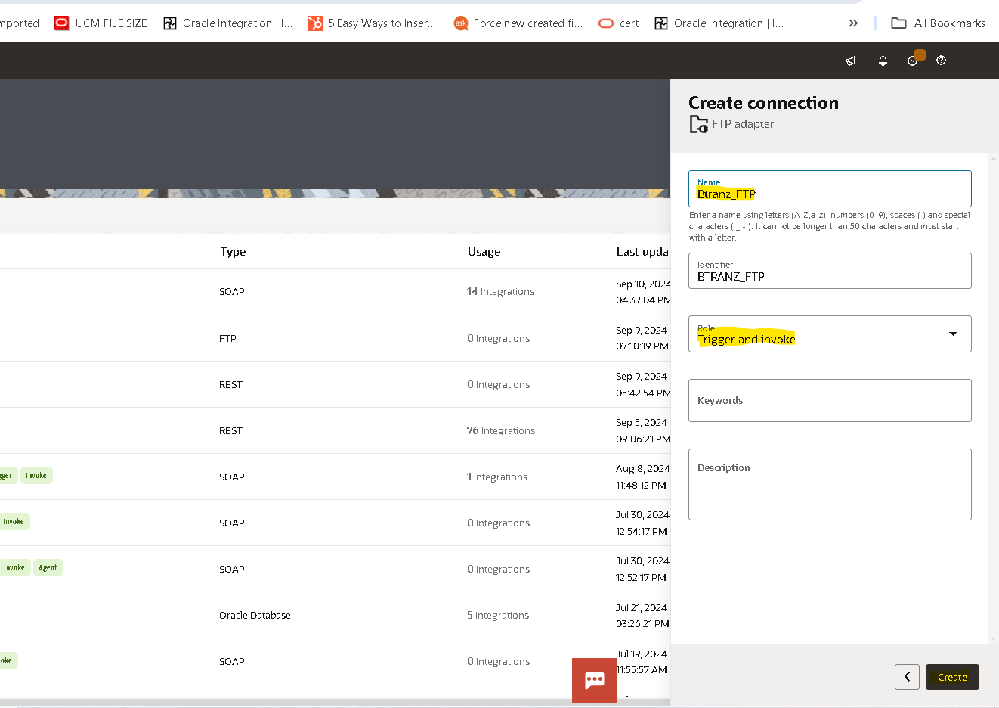 mported
UCM FILE SIZE
Oracle Integration | I...
5 Easy Ways to Inser...
ask
Force new created fi...
cert
Oracle Integration | I...
All Bookmarks
1
Create connection
FTP adapter
Name
Btranz_FTP
Enter a name using letters (A-Z,a-z), numbers (0-9), spaces ( ) and special
characters ( _ - ). It cannot be longer than 50 characters and must start
with a letter.
Identifier
BTRANZ_FTP
Role
Trigger and invoke
Keywords
Description
Create
Type Usage Last updat
SOAP 14 Integrations Sep 10, 2024
04:37:04 PM
FTP 0 Integrations Sep 9, 2024
07:10:19 PM
REST 0 Integrations Sep 9, 2024
05:42:54 PM
REST 76 Integrations Sep 5, 2024
09:06:21 PM
gger Invoke SOAP 1 Integrations Aug 8, 2024
11:48:12 PM
Invoke SOAP 0 Integrations Jul 30, 2024
12:54:17 PM
Invoke Agent SOAP 0 Integrations Jul 30, 2024
12:52:17 PM
Oracle Database 5 Integrations Jul 21, 2024
03:26:21 PM
oke SOAP 0 Integrations Jul 19, 2024
11:55:57 AM